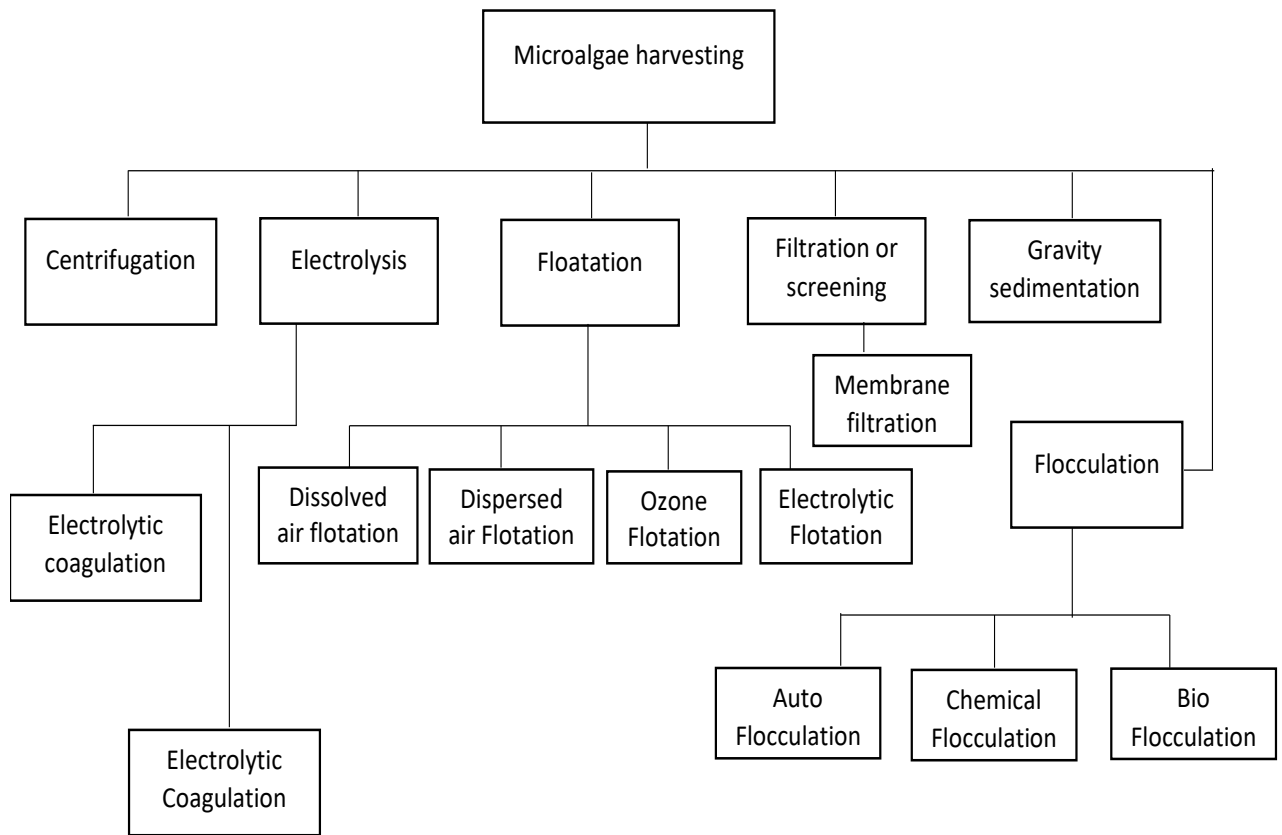 Microalgae harvesting
Centrifugation
Electrolysis
Floatation
Filtration or
screening
Gravity
sedimentation
Membrane
filtration
Flocculation
Electrolytic
coagulation
Dissolved
air flotation
Dispersed
air Flotation
Ozone
Flotation
Electrolytic
Flotation
Auto
Flocculation
Chemical
Flocculation
Bio
Flocculation
Electrolytic
Coagulation